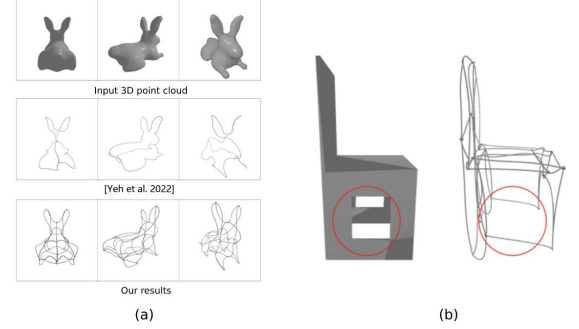 Input 3D point cloud
[Yeh et al. 2022]
Our results
(a)
(b)